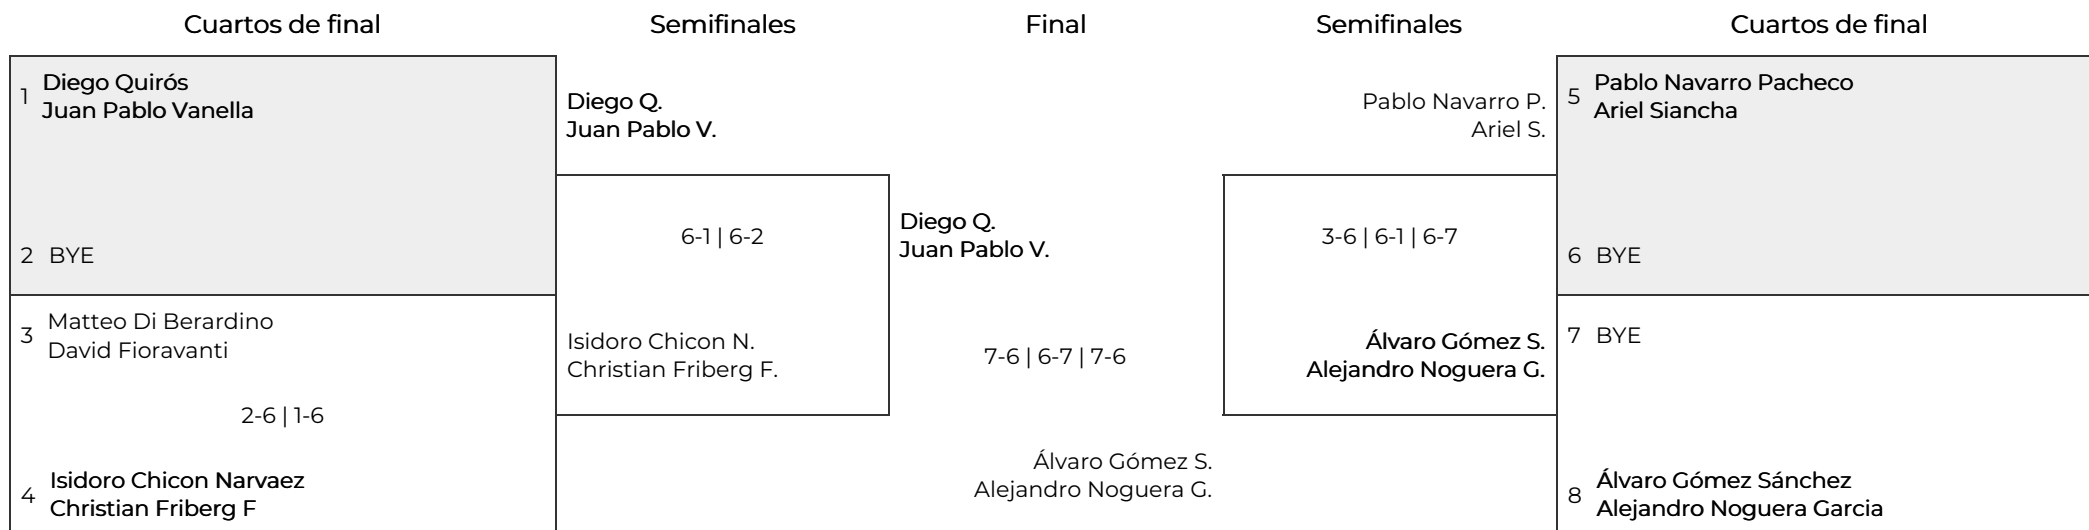 Cuartos de final
Semifinales
Final
Semifinales
Cuartos de final
1 Diego Quirós
Juan Pablo Vanella
2 BYE
3 Matteo Di Berardino
David Fioravanti
2-6 | 1-6
4 Isidoro Chicon Narvaez
Christian Friberg F
Diego Q.
Juan Pablo V.
6-1 | 6-2
Isidoro Chicon N.
Christian Friberg F.
Diego Q.
Juan Pablo V.
7-6 | 6-7 | 7-6
Álvaro Gómez S.
Alejandro Noguera G.
Pablo Navarro P.
Ariel S.
3-6 | 6-1 | 6-7
Álvaro Gómez S.
Alejandro Noguera G.
5 Pablo Navarro Pacheco
Ariel Siancha
6 BYE
7 BYE
8 Álvaro Gómez Sánchez
Alejandro Noguera Garcia